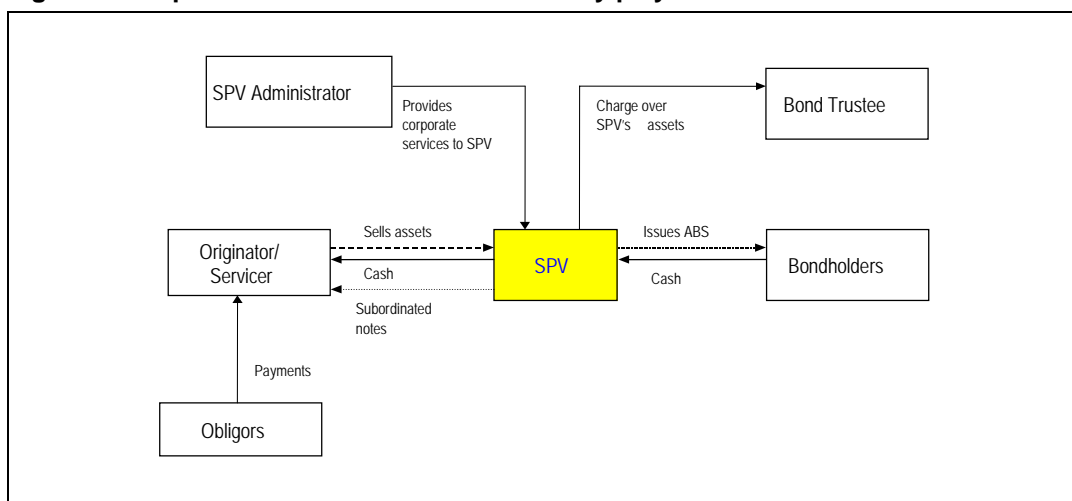 SPV Administrator
Provides
corporate
services to SPV
Charge over
SPV's assets
Bond Trustee
Originator/
Servicer
Sells assets
Cash
Subordinated
notes
SPV
Issues ABS
Cash
Bondholders
Payments
Obligors